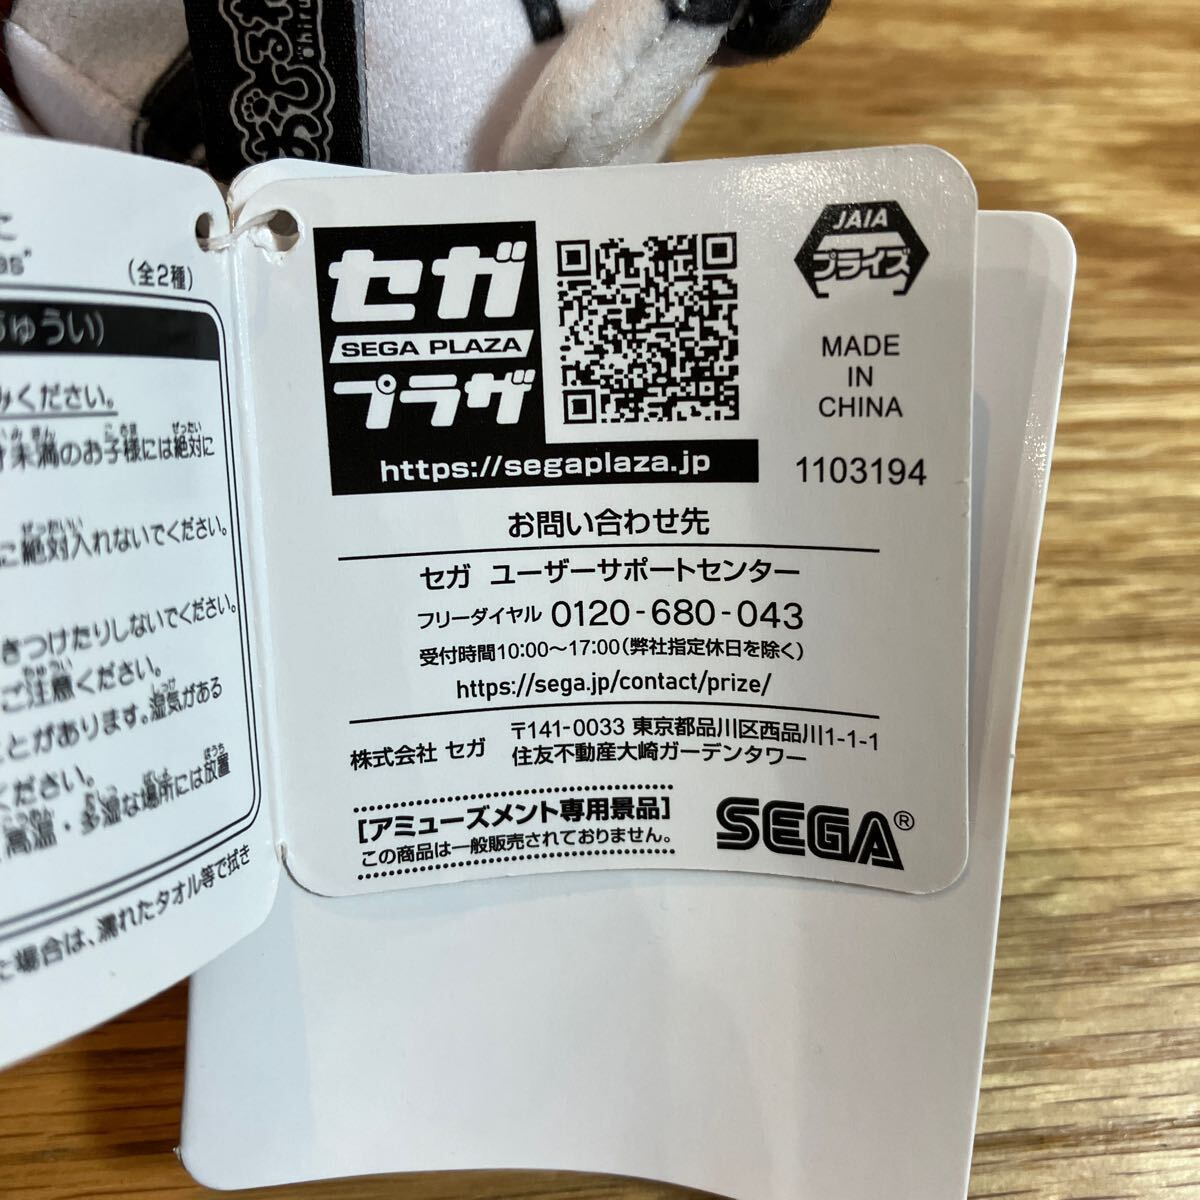 おひるね
(全2種)
ちゅうい)
みください。
未満のお子様には絶対に
に絶対入れないでください。
きつけたりしないでください。
ご注意ください。
とがあります。湿気がある
ください。
高温・多湿な場所には放置
た場合は、濡れたタオル等で拭き
セガ
SEGA PLAZA
プラザ
https://segaplaza.jp
JAIA
プライズ
MADE
IN
CHINA
1103194
お問い合わせ先
セガ ユーザーサポートセンター
フリーダイヤル 0120-680-043
受付時間10:00～17:00(弊社指定休日を除く)
https://sega.jp/contact/prize/
株式会社 セガ
〒141-0033 東京都品川区西品川1-1-1
住友不動産大崎ガーデンタワー
[アミューズメント専用景品]
この商品は一般販売されておりません。
SEGA®